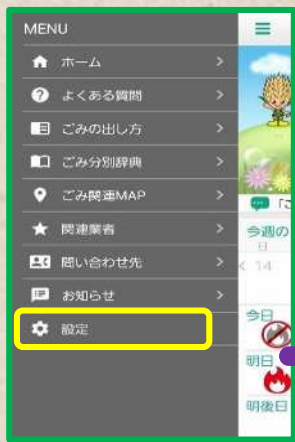 MENU
ホーム
よくある質問
ごみの出し方
ごみ分別辞典
ごみ関連MAP
関連業者
問い合わせ先
お知らせ
設定
「こ
今週の
日
14
今日
明日
明後日